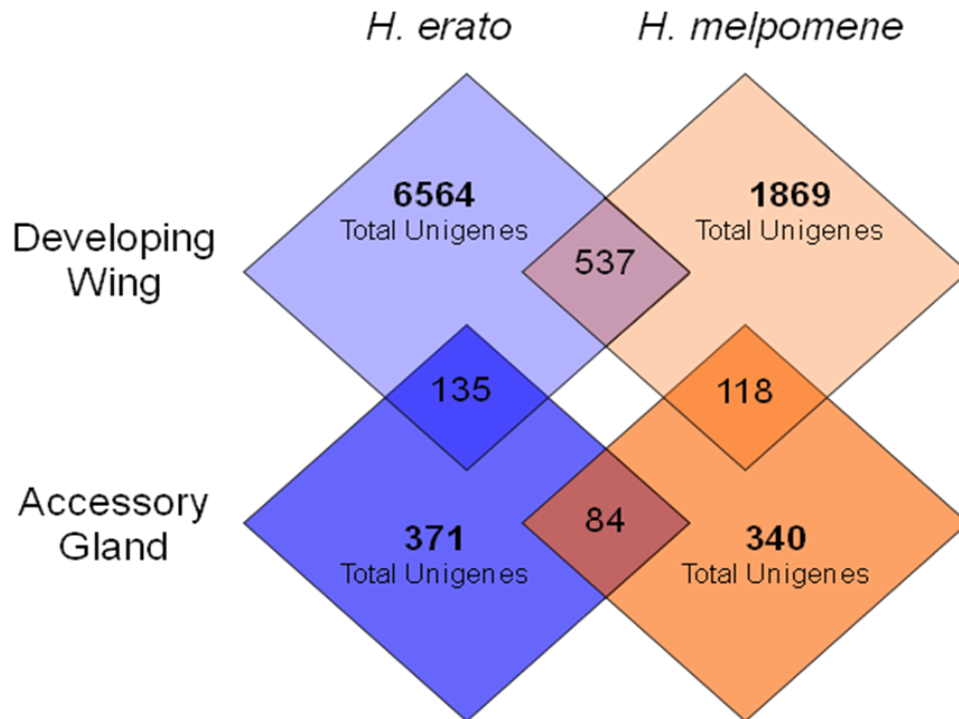 H. erato
H. melpomene
Developing
Wing
6564
Total Unigenes
1869
Total Unigenes
537
135
118
Accessory
Gland
371
Total Unigenes
84
340
Total Unigenes